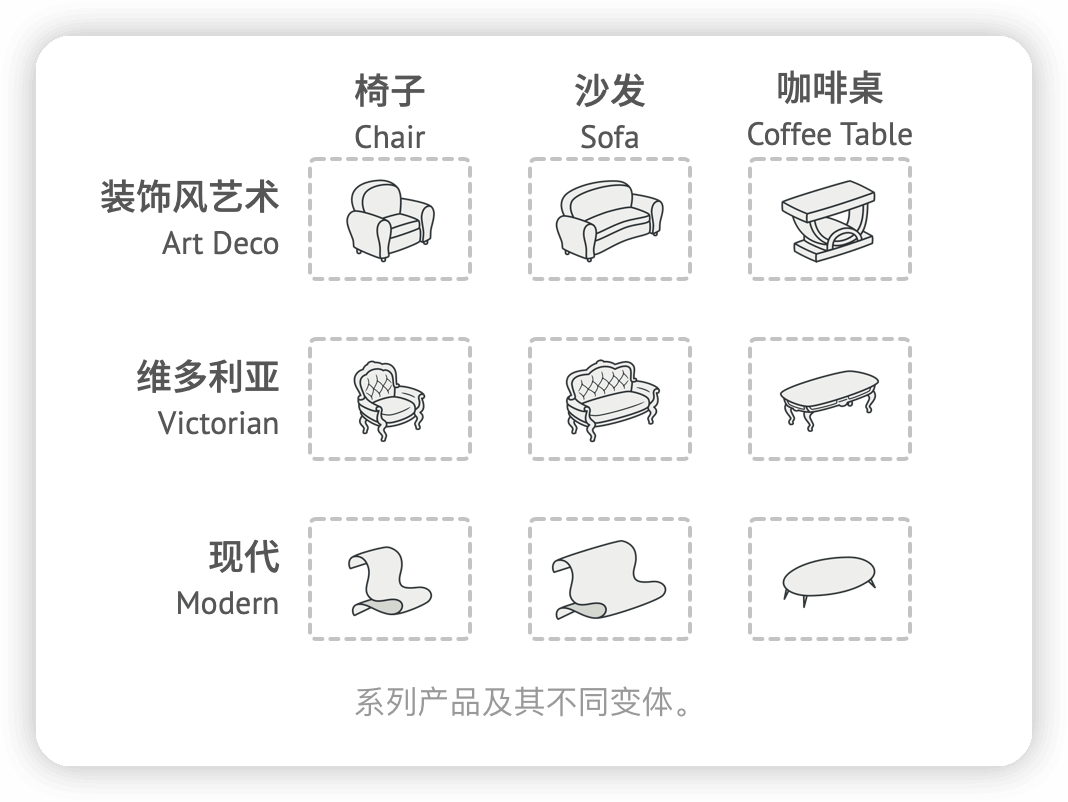 椅子
Chair
沙发
Sofa
咖啡桌
Coffee Table
装饰风艺术
Art Deco
维多利亚
Victorian
现代
Modern
系列产品及其不同变体。